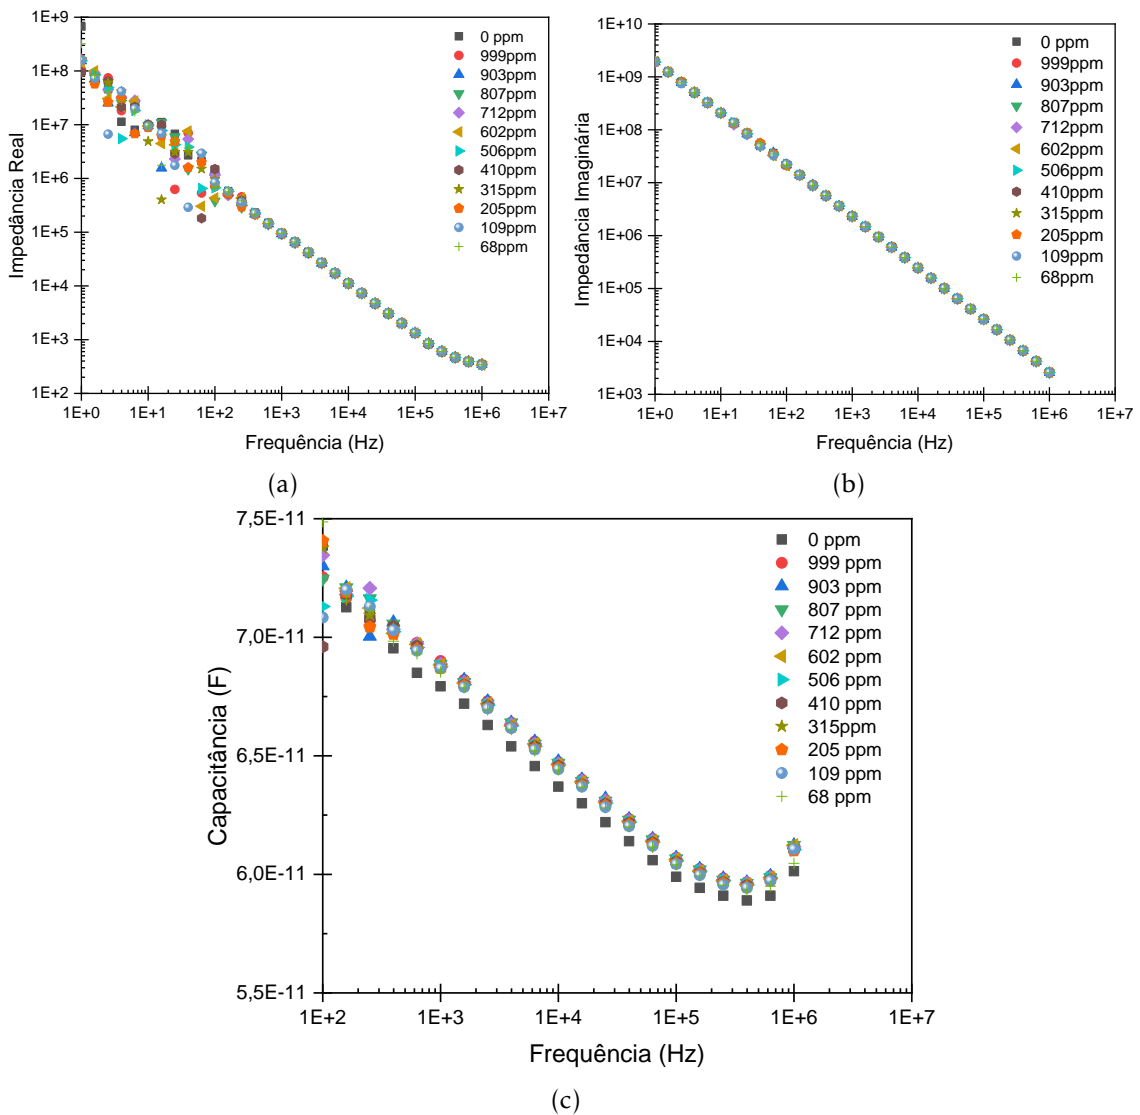 1E+9
1E+8
1E+7
1E+6
1E+5
1E+4
1E+3
1E+2
Impedância Real
0 ppm
999ppm
903ppm
807ppm
712ppm
602ppm
506ppm
410ppm
315ppm
205ppm
109ppm
68ppm
1E+0 1E+1 1E+2 1E+3 1E+4 1E+5 1E+6 1E+7
Frequência (Hz)
(a)
1E+10
1E+09
1E+08
1E+07
1E+06
1E+05
1E+04
1E+03
Impedância Imaginária
0 ppm
999ppm
903ppm
807ppm
712ppm
602ppm
506ppm
410ppm
315ppm
205ppm
109ppm
68ppm
1E+0 1E+1 1E+2 1E+3 1E+4 1E+5 1E+6 1E+7
Frequência (Hz)
(b)
7,5E-11
7,0E-11
6,5E-11
6,0E-11
5,5E-11
Capacitância (F)
0 ppm
999 ppm
903 ppm
807 ppm
712 ppm
602 ppm
506 ppm
410 ppm
315ppm
205 ppm
109 ppm
68 ppm
1E+2 1E+3 1E+4 1E+5 1E+6 1E+7
Frequência (Hz)
(c)